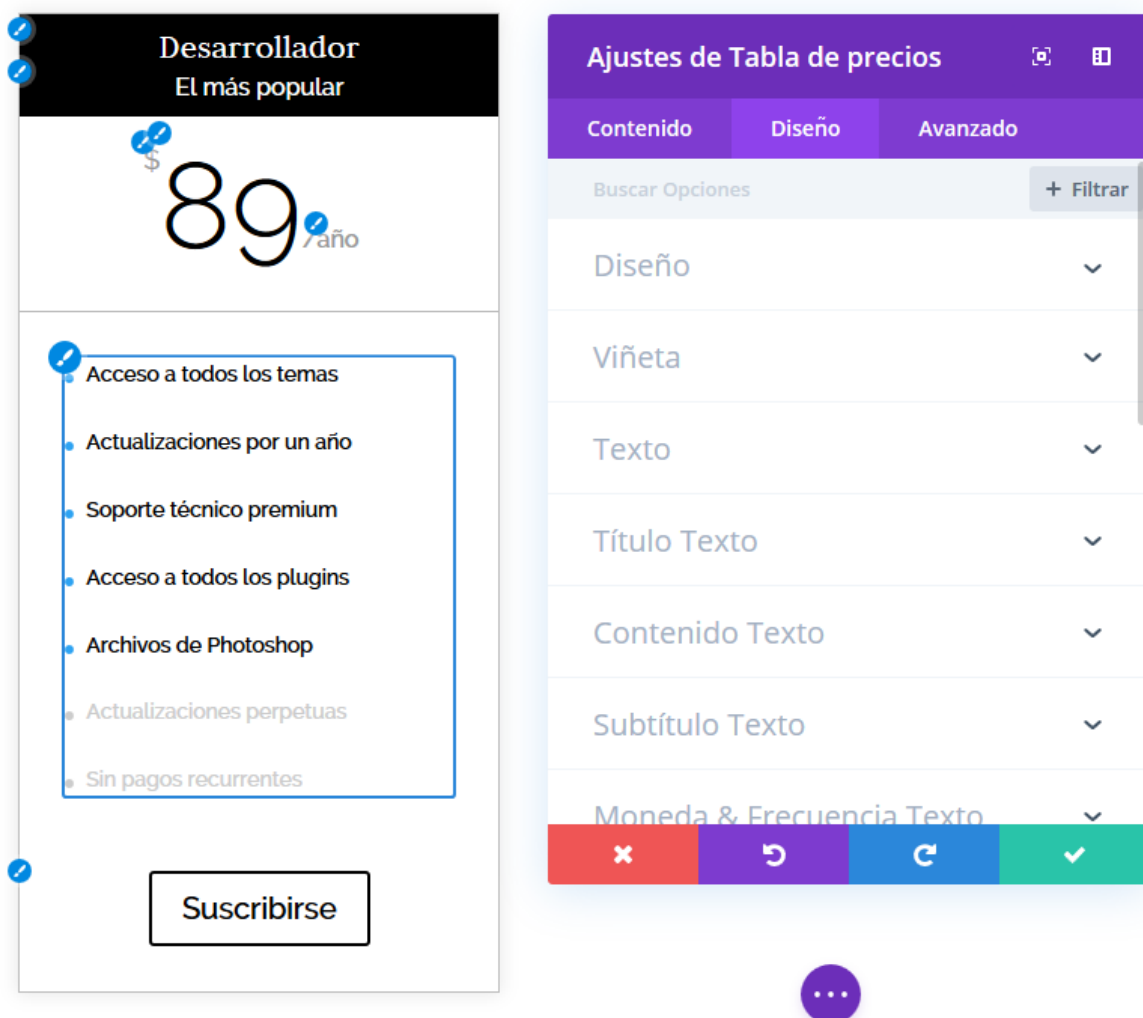 Desarrollador
El más popular
$
89
/año
Acceso a todos los temas
Actualizaciones por un año
Soporte técnico premium
Acceso a todos los plugins
Archivos de Photoshop
Actualizaciones perpetuas
Sin pagos recurrentes
Suscribirse
Ajustes de Tabla de precios
Contenido Diseño Avanzado
Buscar Opciones + Filtrar
Diseño
Viñeta
Texto
Título Texto
Contenido Texto
Subtítulo Texto
Moneda & Frecuencia Texto